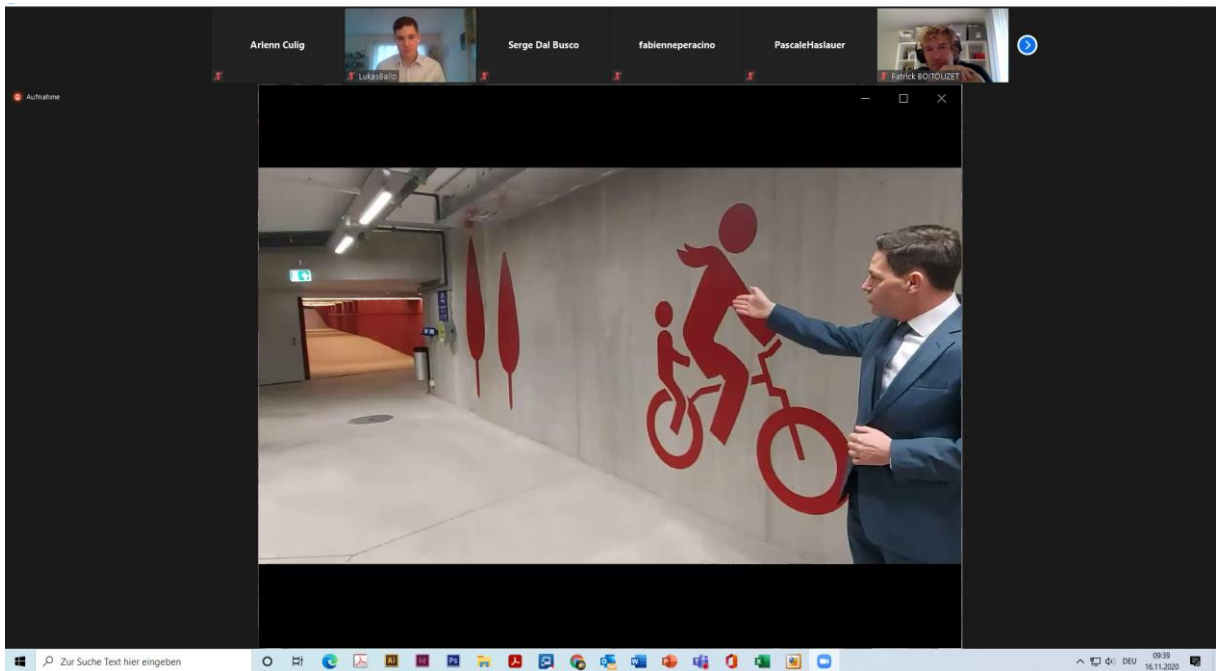 Arlenn Culig
LukasBallo
Serge Dal Busco
fabienneperacino
PascaleHaslauer
Patrick BOITOUZET
Aufnahme
Zur Suche Text hier eingeben
DEU
09:39
16.11.2020